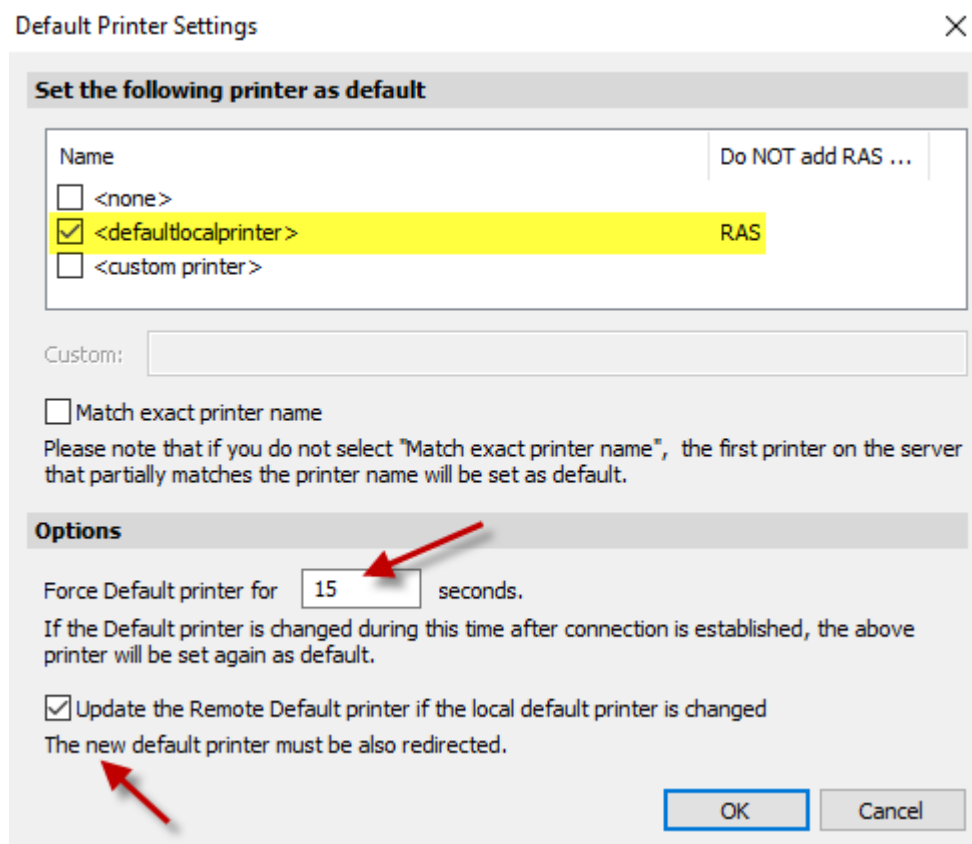 Default Printer Settings
Set the following printer as default
Name Do NOT add RAS ...
<none>
<defaultlocalprinter> RAS
<custom printer>
Custom:
Match exact printer name
Please note that if you do not select "Match exact printer name", the first printer on the server
that partially matches the printer name will be set as default.
Options
Force Default printer for 15 seconds.
If the Default printer is changed during this time after connection is established, the above
printer will be set again as default.
Update the Remote Default printer if the local default printer is changed
The new default printer must be also redirected.
OK Cancel